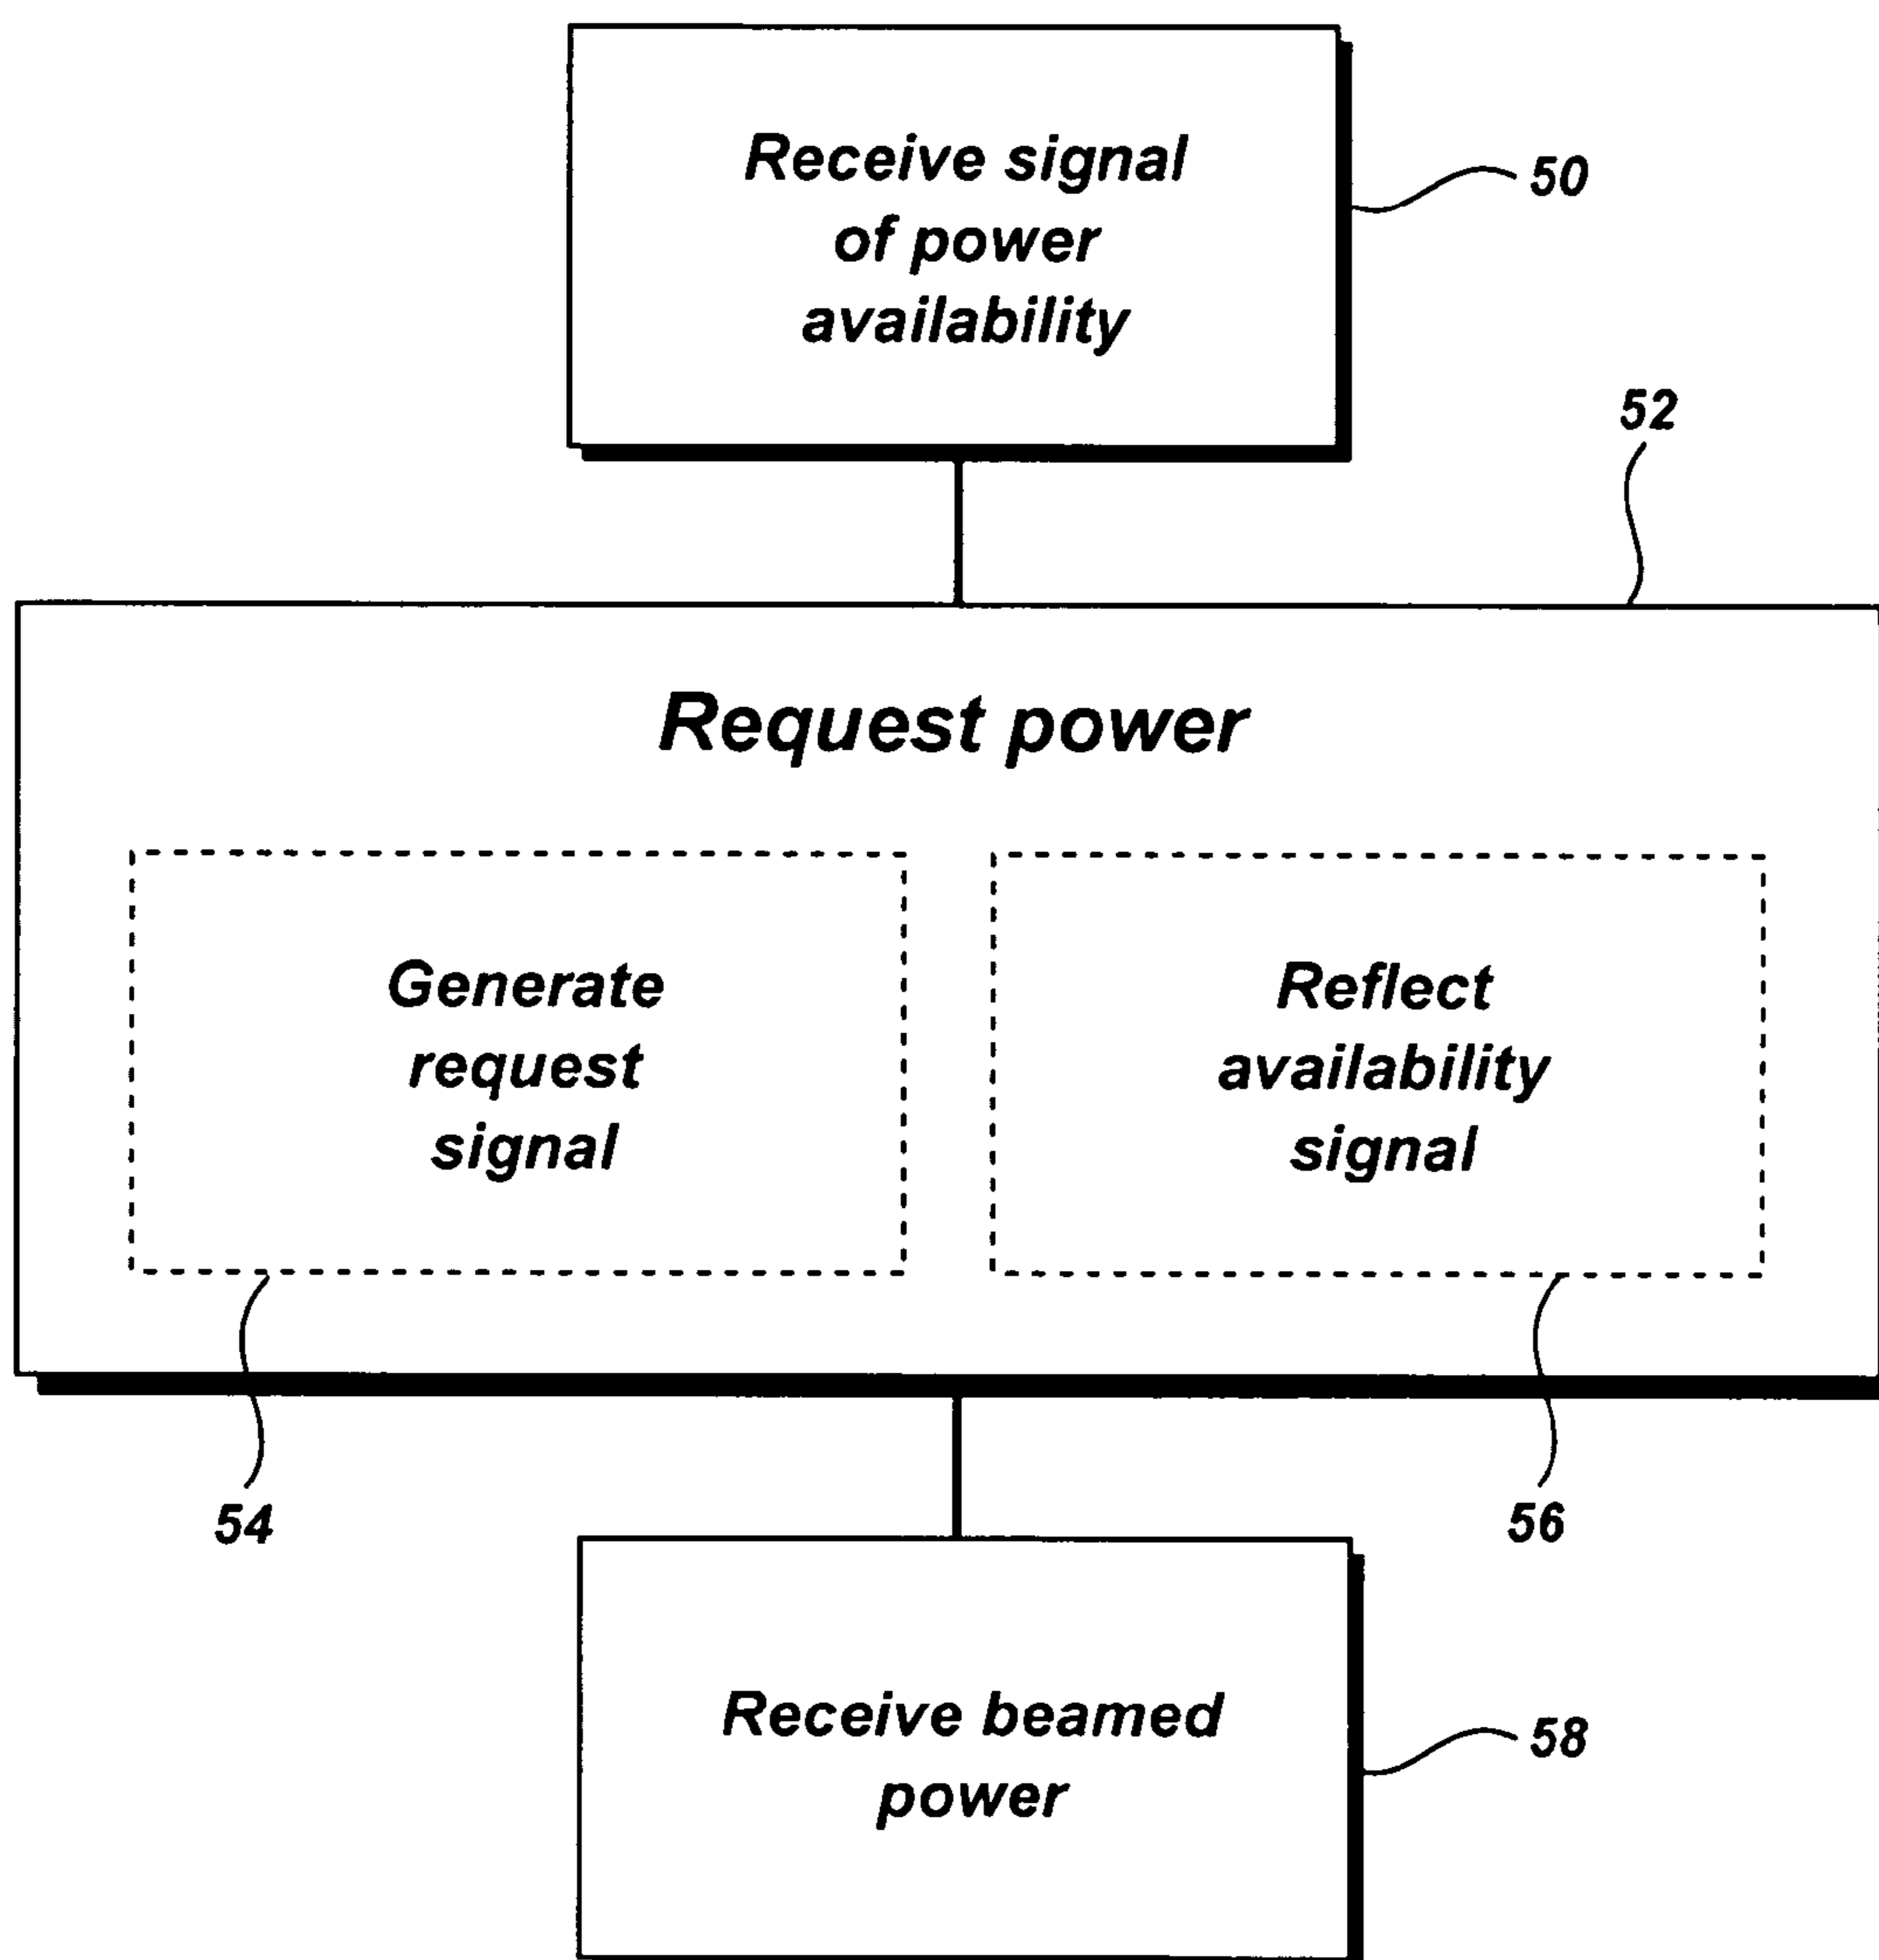 Receive signal
of power
availability
50
52
Request power
Generate
request
signal
Reflect
availability
signal
54
56
Receive beamed
power
58